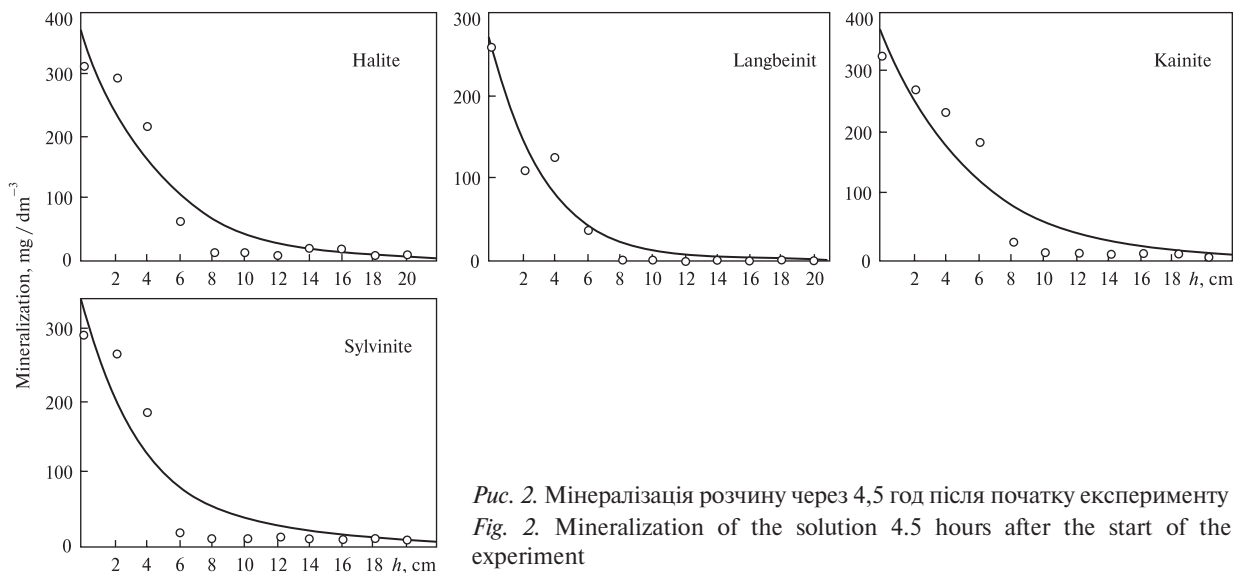 400
300
200
100
0
Halite
2 4 6 8 10 12 14 16 18 20
300
200
100
0
Langbeinit
2 4 6 8 10 12 14 16 18 20
400
300
200
100
0
Kainite
2 4 6 8 10 12 14 16 18 h, cm
Mineralization, mg / dm⁻³
300
200
100
0
Sylvinite
2 4 6 8 10 12 14 16 18 h, cm
Рис. 2. Мінералізація розчину через 4,5 год після початку експерименту
Fig. 2. Mineralization of the solution 4.5 hours after the start of the
experiment